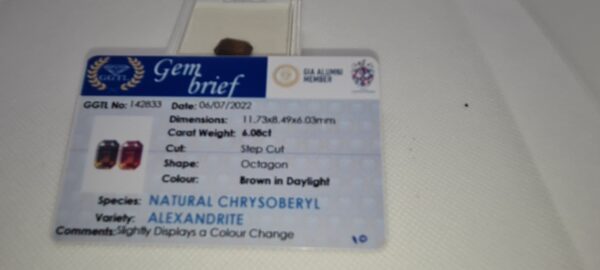 GGTL
Gem
brief
GIA ALUMNI
MEMBER
GGTL No: 142833 Date: 06/07/2022
Dimensions: 11.73x8.49x6.03mm
Carat Weight: 6.08ct
Cut: Step Cut
Shape: Octagon
Colour: Brown in Daylight
Species: NATURAL CHRYSOBERYL
Variety: ALEXANDRITE
Comments: Slightly Displays a Colour Change
10